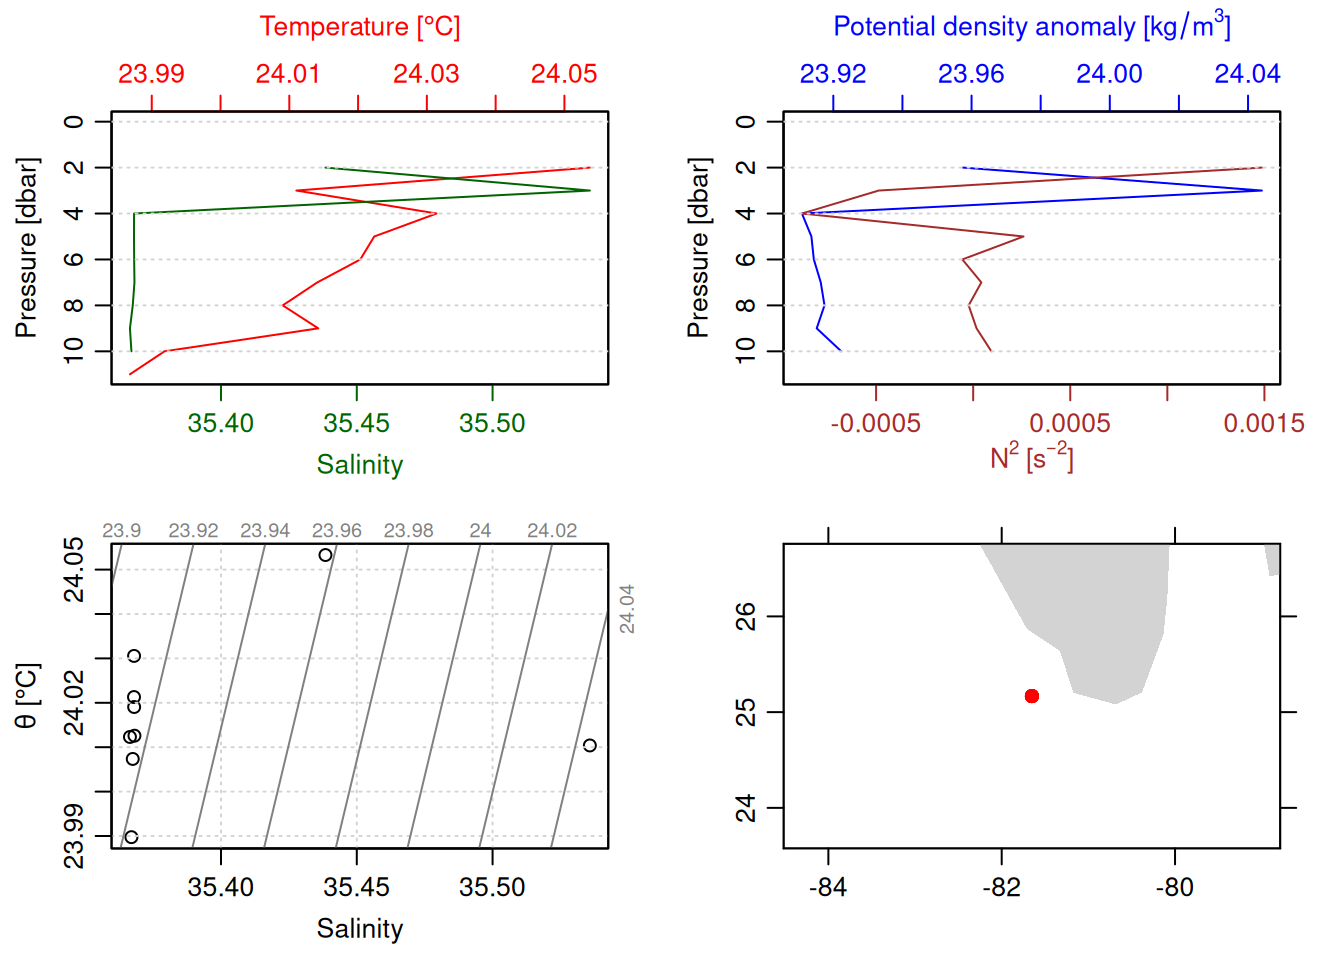 Temperature [°C]
23.99 24.01 24.03 24.05
Pressure [dbar]
0
2
4
6
8
10
35.40 35.45 35.50
Salinity
Potential density anomaly [kg/m³]
23.92 23.96 24.00 24.04
Pressure [dbar]
0
2
4
6
8
10
-0.0005 0.0005 0.0015
N² [s⁻²]
23.9 23.92 23.94 23.96 23.98 24 24.02
24.04
θ [°C]
24.05
24.02
23.99
35.40 35.45 35.50
Salinity
26
25
24
-84 -82 -80